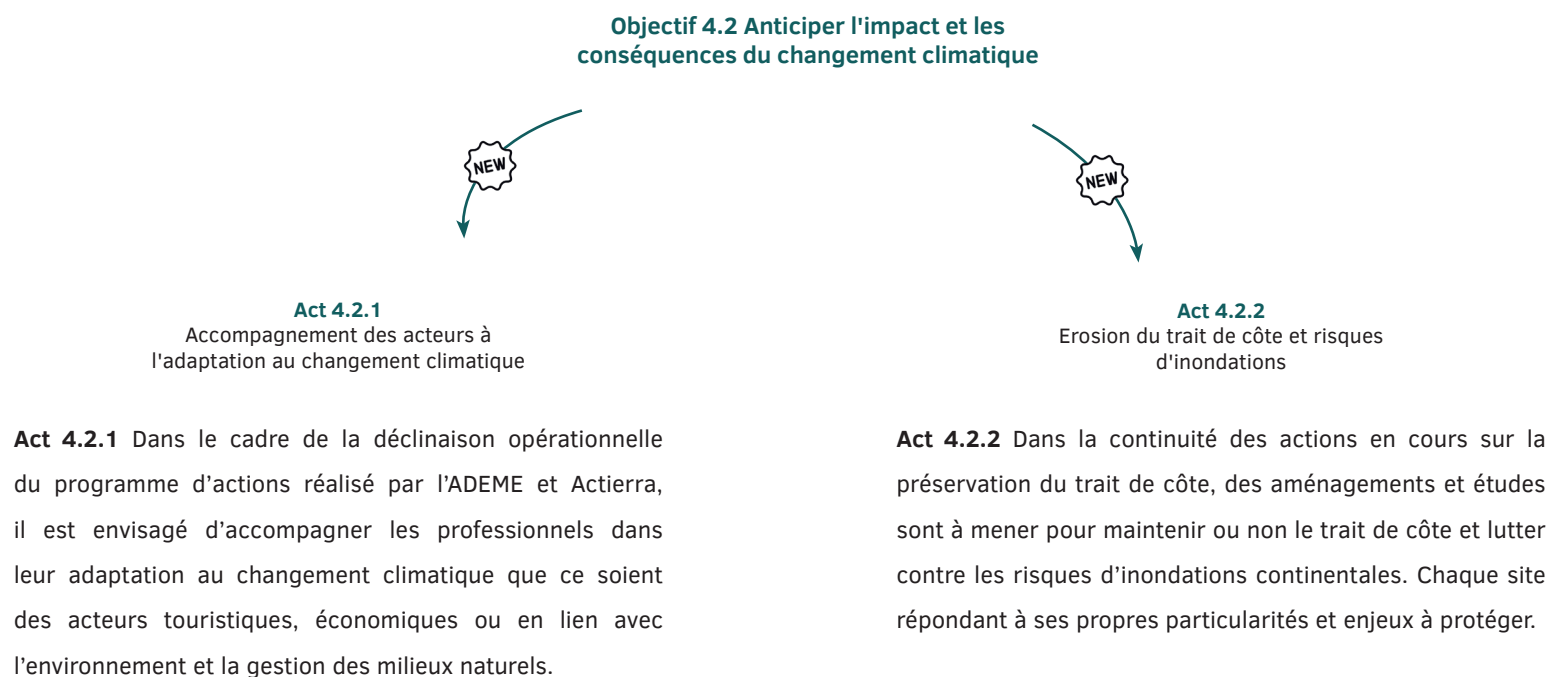 Objectif 4.2 Anticiper l'impact et les
conséquences du changement climatique
NEW
NEW
Act 4.2.1
Accompagnement des acteurs à
l'adaptation au changement climatique
Act 4.2.2
Erosion du trait de côte et risques
d'inondations
Act 4.2.1 Dans le cadre de la déclinaison opérationnelle
du programme d’actions réalisé par l’ADEME et Actierra,
il est envisagé d’accompagner les professionnels dans
leur adaptation au changement climatique que ce soient
des acteurs touristiques, économiques ou en lien avec
l’environnement et la gestion des milieux naturels.
Act 4.2.2 Dans la continuité des actions en cours sur la
préservation du trait de côte, des aménagements et études
sont à mener pour maintenir ou non le trait de côte et lutter
contre les risques d’inondations continentales. Chaque site
répondant à ses propres particularités et enjeux à protéger.